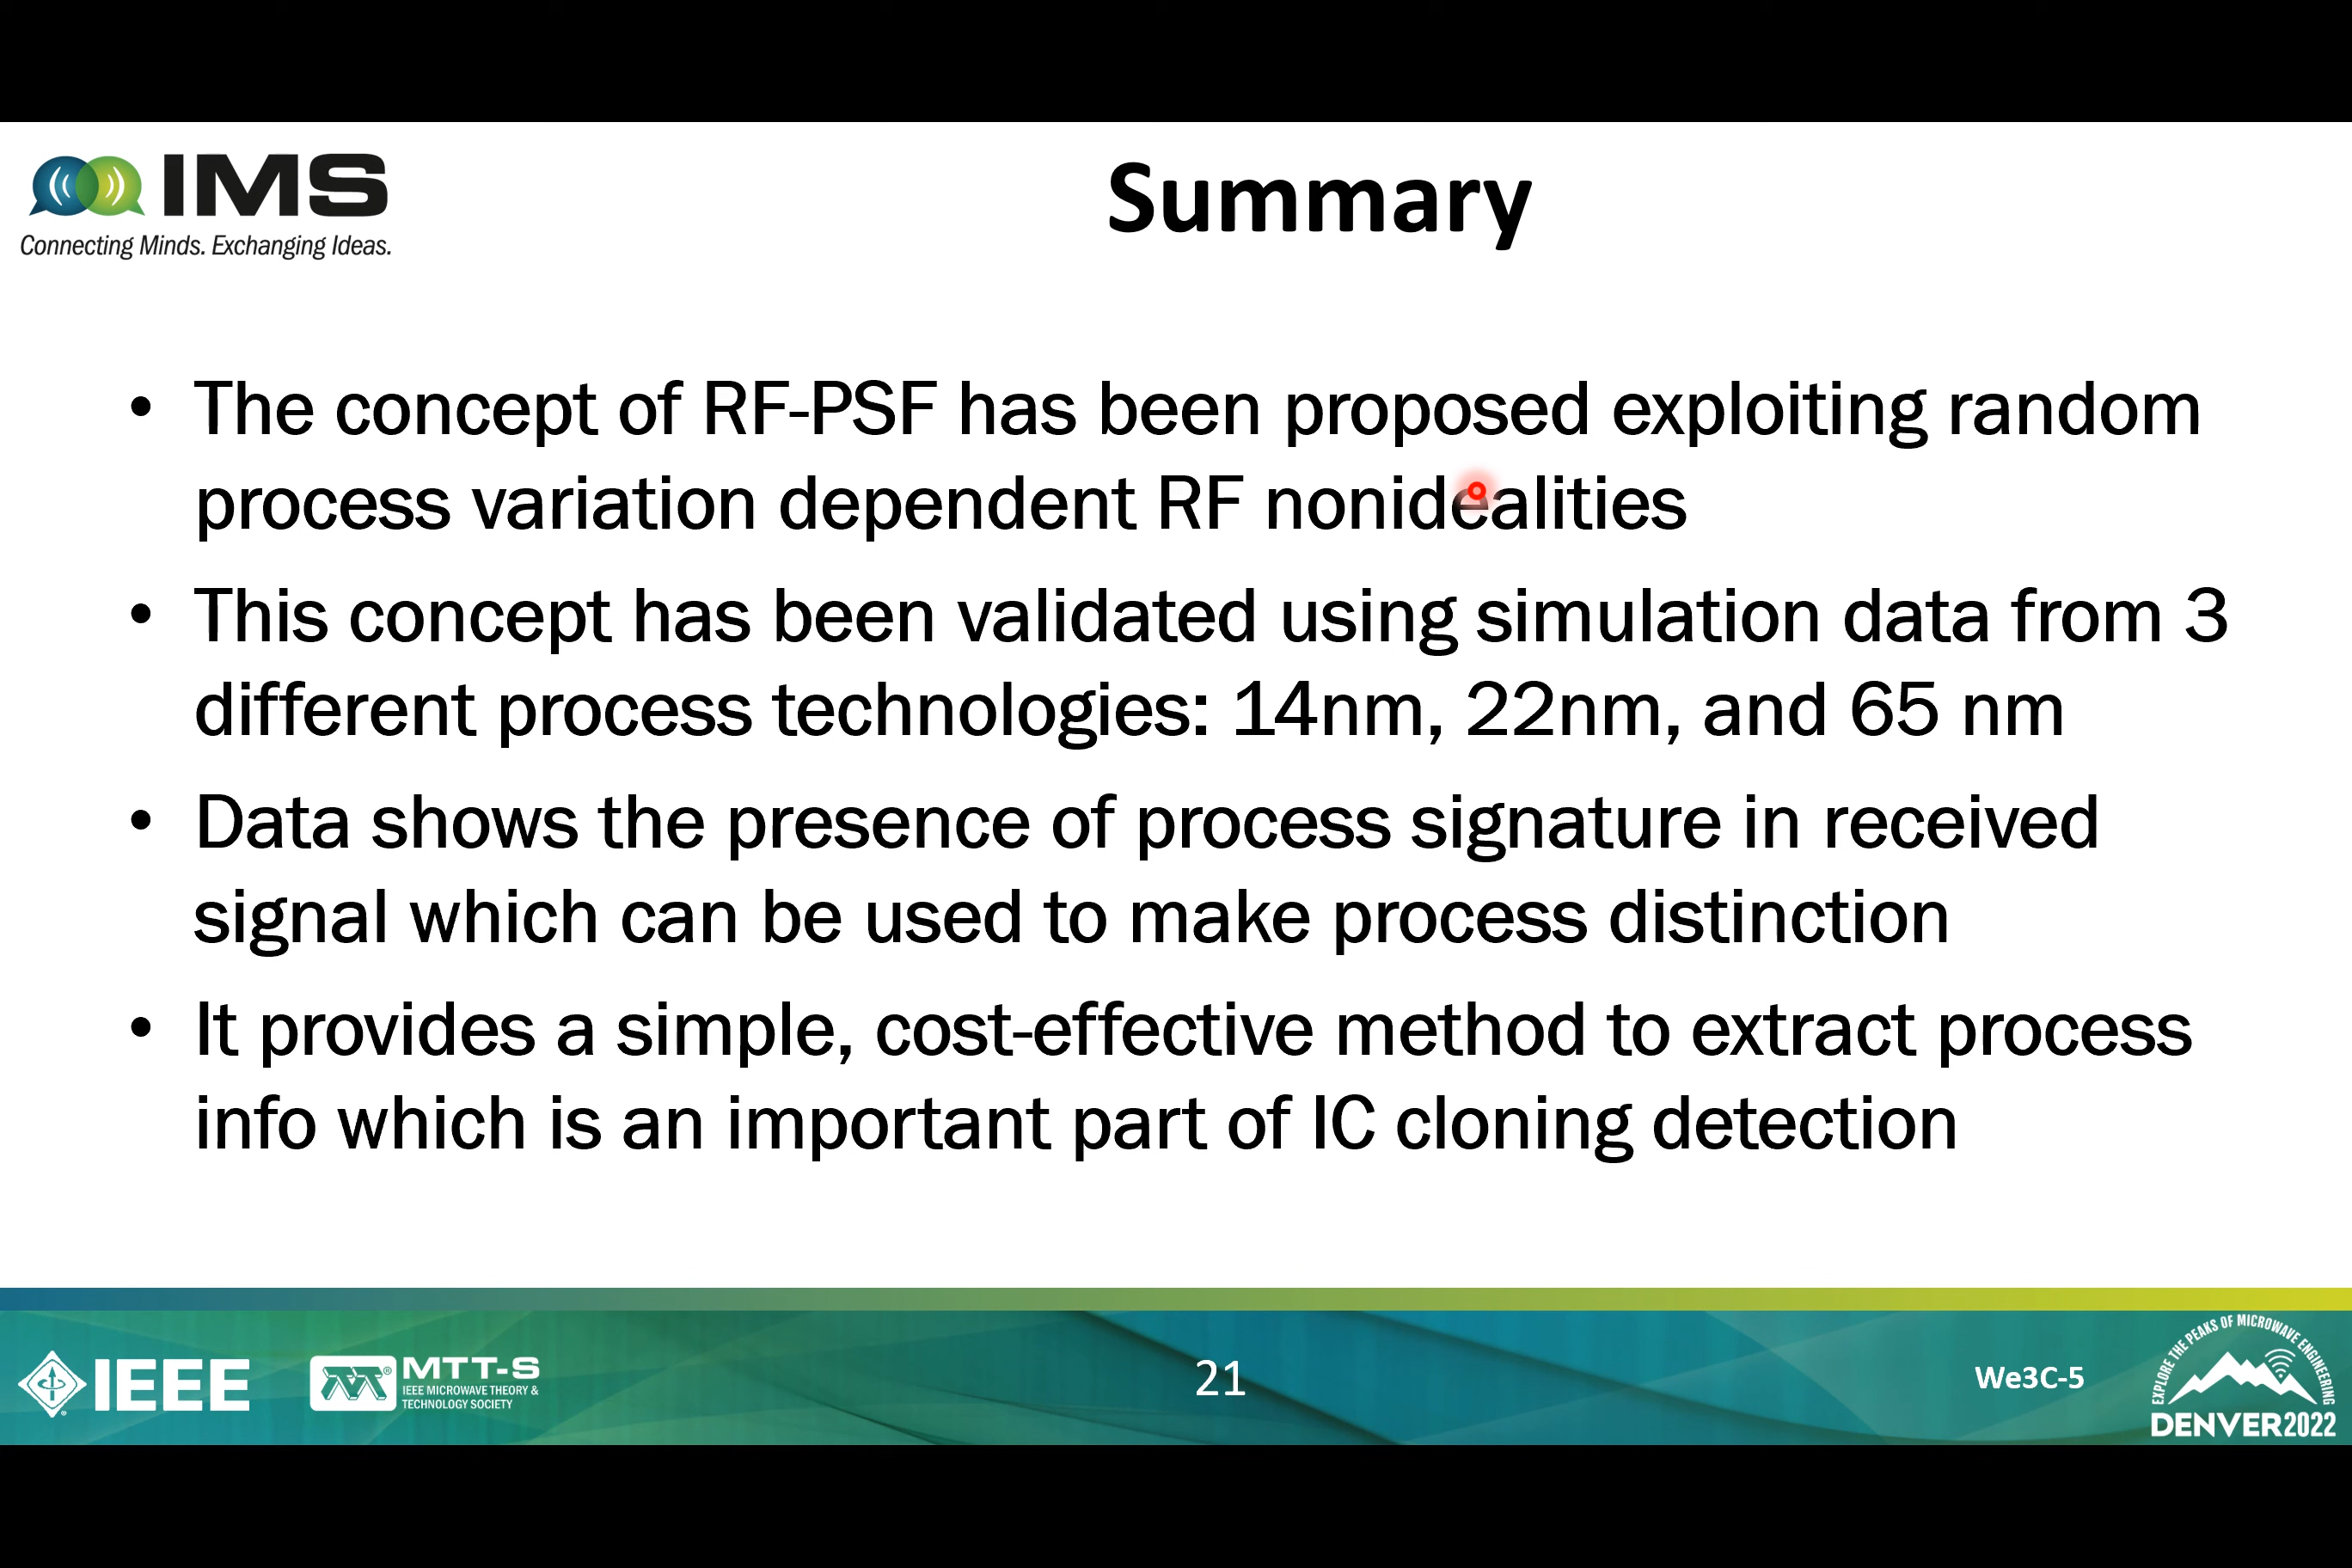 IMS
Connecting Minds. Exchanging Ideas.
Summary
• The concept of RF-PSF has been proposed exploiting random
process variation dependent RF nonidealities
• This concept has been validated using simulation data from 3
different process technologies: 14nm, 22nm, and 65 nm
• Data shows the presence of process signature in received
signal which can be used to make process distinction
• It provides a simple, cost-effective method to extract process
info which is an important part of IC cloning detection
IEEE
MTT-S
IEEE MICROWAVE THEORY &
TECHNOLOGY SOCIETY
21
We3C-5
EXPLORE THE PEAKS OF MICROWAVE ENGINEERING
DENVER2022